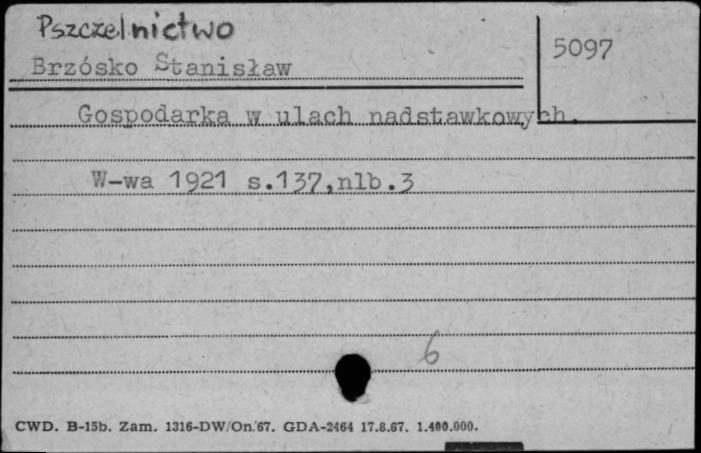 Pszczelnictwo
5097
Brzósko Stanisław
Gospodarka w ulach nadstawkowych.
W-wa 1921 s.137,nlb.3
6
CWD. B-15b. Zam. 1316-DW/On.'67. GDA-2464 17.8.67. 1.400.000.